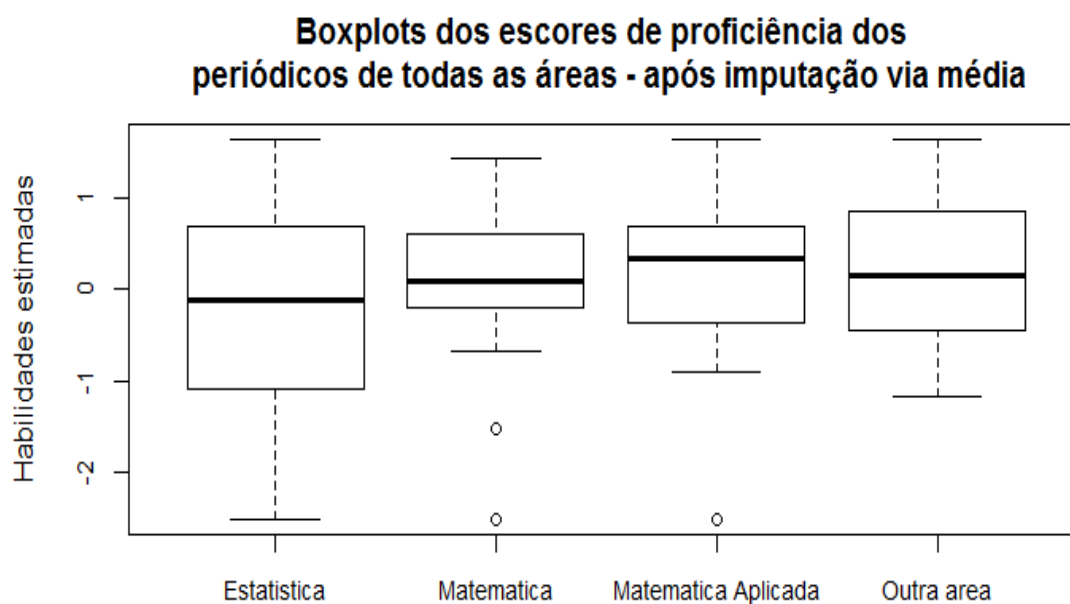 Boxplots dos escores de proficiência dos
periódicos de todas as áreas - após imputação via média
Habilidades estimadas
1
0
-1
-2
Estatistica
Matematica
Matematica Aplicada
Outra area